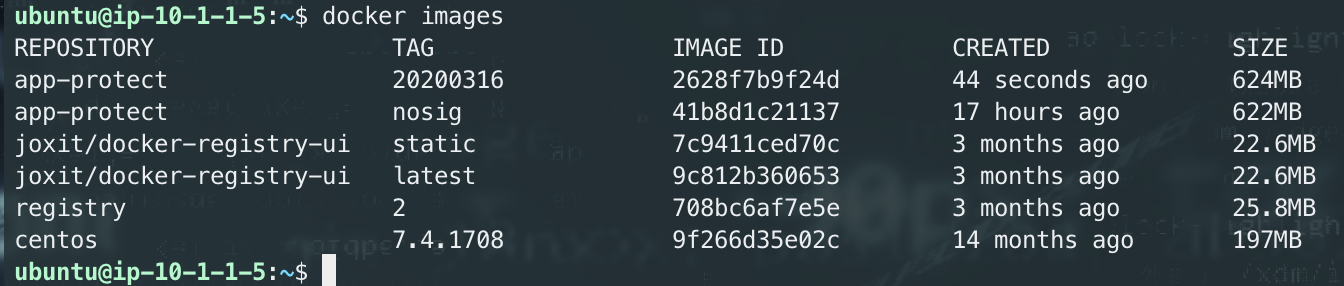 ubuntu@ip-10-1-1-5:~$ docker images
REPOSITORY TAG IMAGE ID CREATED SIZE
app-protect 20200316 2628f7b9f24d 44 seconds ago 624MB
app-protect nosig 41b8d1c21137 17 hours ago 622MB
joxit/docker-registry-ui static 7c9411ced70c 3 months ago 22.6MB
joxit/docker-registry-ui latest 9c812b360653 3 months ago 22.6MB
registry 2 708bc6af7e5e 3 months ago 25.8MB
centos 7.4.1708 9f266d35e02c 14 months ago 197MB
ubuntu@ip-10-1-1-5:~$